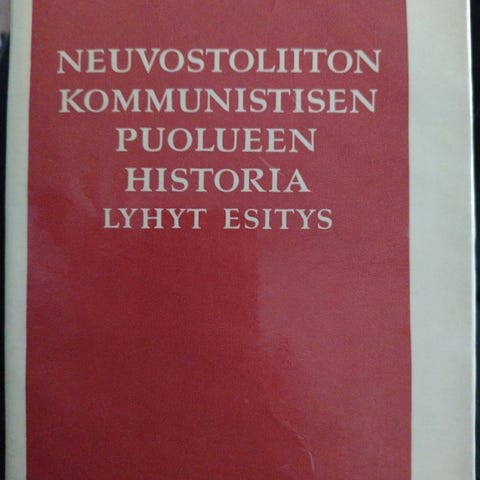 NEUVOSTOLIITON
KOMMUNISTISEN
PUOLUEEN
HISTORIA
LYHYT ESITYS